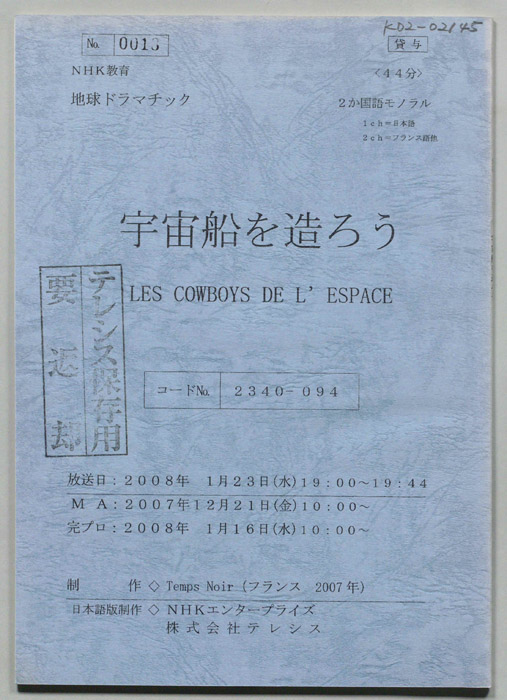 KD2-02145
No. 0013
貸与
NHK教育
〈44分〉
地球ドラマチック
2か国語モノラル
1ch＝日本語
2ch＝フランス語他
宇宙船を造ろう
LES COWBOYS DE L' ESPACE
テレシス保存用
要返却
コードNo. 2340-094
放送日：2008年 1月23日(水)19:00～19:44
MA：2007年12月21日(金)10:00～
完プロ：2008年 1月16日(水)10:00～
制作◇ Temps Noir (フランス 2007年)
日本語版制作◇ NHKエンタープライズ
株式会社テレシス